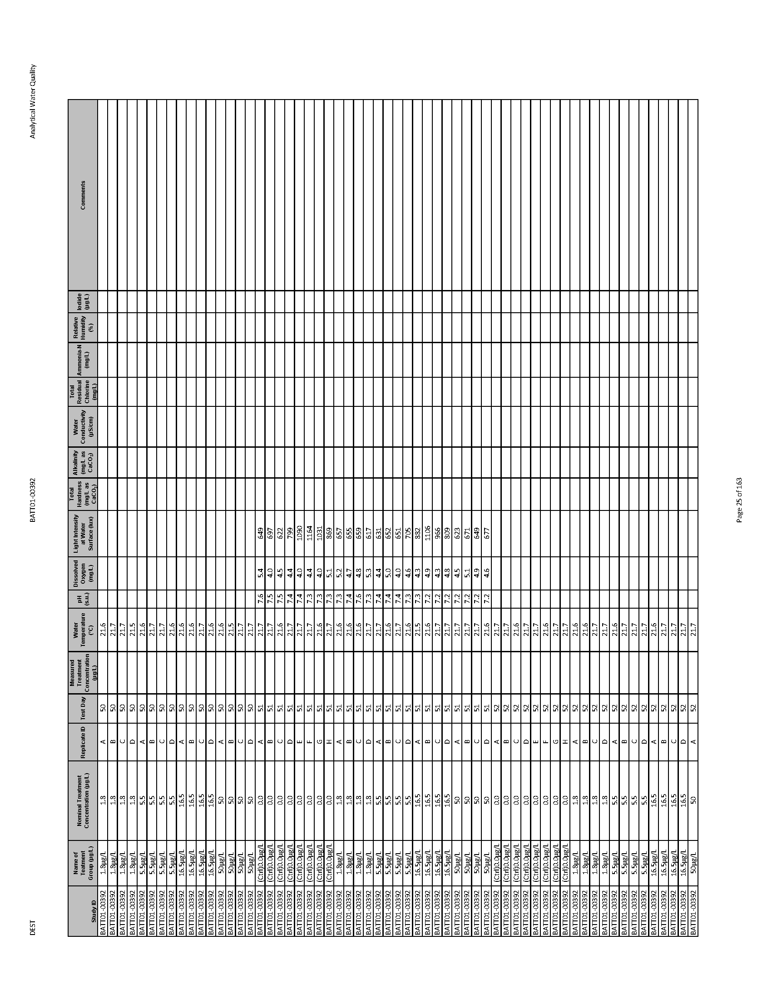 DEST BATT01-00392 Analytical Water Quality
Study ID | Name of Teatment Group (µg/L) | Nominal Treatment Concentration (µg/L) | Replicate ID | Test Day | Measured Treatment Concentration (µg/L) | Water Temperature (°C) | pH (s.u.) | Dissolved Oxygen (mg/L) | Light Intensity at Water Surface (lux) | Total Hardness (mg/L as CaCO₃) | Alkalinity (mg/L as CaCO₃) | Water Conductivity (µS/cm) | Total Residual Chlorine (mg/L) | Ammonia-N (mg/L) | Relative Humidity (%) | Iodide (µg/L) | Comments
BATT01-00392 1.8µg/L 1.8 A 50 21.6
BATT01-00392 1.8µg/L 1.8 B 50 21.7
BATT01-00392 1.8µg/L 1.8 C 50 21.7
BATT01-00392 1.8µg/L 1.8 D 50 21.5
BATT01-00392 5.5µg/L 5.5 A 50 21.6
BATT01-00392 5.5µg/L 5.5 B 50 21.7
BATT01-00392 5.5µg/L 5.5 C 50 21.7
BATT01-00392 5.5µg/L 5.5 D 50 21.6
BATT01-00392 16.5µg/L 16.5 A 50 21.6
BATT01-00392 16.5µg/L 16.5 B 50 21.6
BATT01-00392 16.5µg/L 16.5 C 50 21.7
BATT01-00392 16.5µg/L 16.5 D 50 21.6
BATT01-00392 50µg/L 50 A 50 21.6
BATT01-00392 50µg/L 50 B 50 21.5
BATT01-00392 50µg/L 50 C 50 21.7
BATT01-00392 50µg/L 50 D 50 21.7
BATT01-00392 (Ctrl)0.0µg/L 0.0 A 51 21.7 7.6 5.4 649
BATT01-00392 (Ctrl)0.0µg/L 0.0 B 51 21.7 7.5 4.0 697
BATT01-00392 (Ctrl)0.0µg/L 0.0 C 51 21.6 7.5 4.5 622
BATT01-00392 (Ctrl)0.0µg/L 0.0 D 51 21.7 7.4 4.4 799
BATT01-00392 (Ctrl)0.0µg/L 0.0 E 51 21.7 7.4 4.0 1090
BATT01-00392 (Ctrl)0.0µg/L 0.0 F 51 21.7 7.3 4.4 1164
BATT01-00392 (Ctrl)0.0µg/L 0.0 G 51 21.6 7.3 4.0 1031
BATT01-00392 (Ctrl)0.0µg/L 0.0 H 51 21.7 7.3 5.1 869
BATT01-00392 1.8µg/L 1.8 A 51 21.6 7.3 5.2 657
BATT01-00392 1.8µg/L 1.8 B 51 21.6 7.4 4.7 655
BATT01-00392 1.8µg/L 1.8 C 51 21.6 7.6 4.8 659
BATT01-00392 1.8µg/L 1.8 D 51 21.7 7.3 5.3 617
BATT01-00392 5.5µg/L 5.5 A 51 21.7 7.4 4.4 631
BATT01-00392 5.5µg/L 5.5 B 51 21.6 7.4 5.0 652
BATT01-00392 5.5µg/L 5.5 C 51 21.7 7.4 4.0 651
BATT01-00392 5.5µg/L 5.5 D 51 21.6 7.3 4.6 705
BATT01-00392 16.5µg/L 16.5 A 51 21.5 7.3 4.3 882
BATT01-00392 16.5µg/L 16.5 B 51 21.6 7.2 4.9 1106
BATT01-00392 16.5µg/L 16.5 C 51 21.7 7.2 4.3 966
BATT01-00392 16.5µg/L 16.5 D 51 21.7 7.2 4.8 809
BATT01-00392 50µg/L 50 A 51 21.7 7.2 4.5 623
BATT01-00392 50µg/L 50 B 51 21.7 7.2 5.1 671
BATT01-00392 50µg/L 50 C 51 21.7 7.2 4.9 649
BATT01-00392 50µg/L 50 D 51 21.6 7.2 4.6 677
BATT01-00392 (Ctrl)0.0µg/L 0.0 A 52 21.7
BATT01-00392 (Ctrl)0.0µg/L 0.0 B 52 21.7
BATT01-00392 (Ctrl)0.0µg/L 0.0 C 52 21.6
BATT01-00392 (Ctrl)0.0µg/L 0.0 D 52 21.7
BATT01-00392 (Ctrl)0.0µg/L 0.0 E 52 21.7
BATT01-00392 (Ctrl)0.0µg/L 0.0 F 52 21.6
BATT01-00392 (Ctrl)0.0µg/L 0.0 G 52 21.7
BATT01-00392 (Ctrl)0.0µg/L 0.0 H 52 21.7
BATT01-00392 1.8µg/L 1.8 A 52 21.6
BATT01-00392 1.8µg/L 1.8 B 52 21.6
BATT01-00392 1.8µg/L 1.8 C 52 21.7
BATT01-00392 1.8µg/L 1.8 D 52 21.7
BATT01-00392 5.5µg/L 5.5 A 52 21.6
BATT01-00392 5.5µg/L 5.5 B 52 21.7
BATT01-00392 5.5µg/L 5.5 C 52 21.7
BATT01-00392 5.5µg/L 5.5 D 52 21.7
BATT01-00392 16.5µg/L 16.5 A 52 21.6
BATT01-00392 16.5µg/L 16.5 B 52 21.7
BATT01-00392 16.5µg/L 16.5 C 52 21.7
BATT01-00392 16.5µg/L 16.5 D 52 21.7
BATT01-00392 50µg/L 50 A 52 21.7
Page 25 of 163